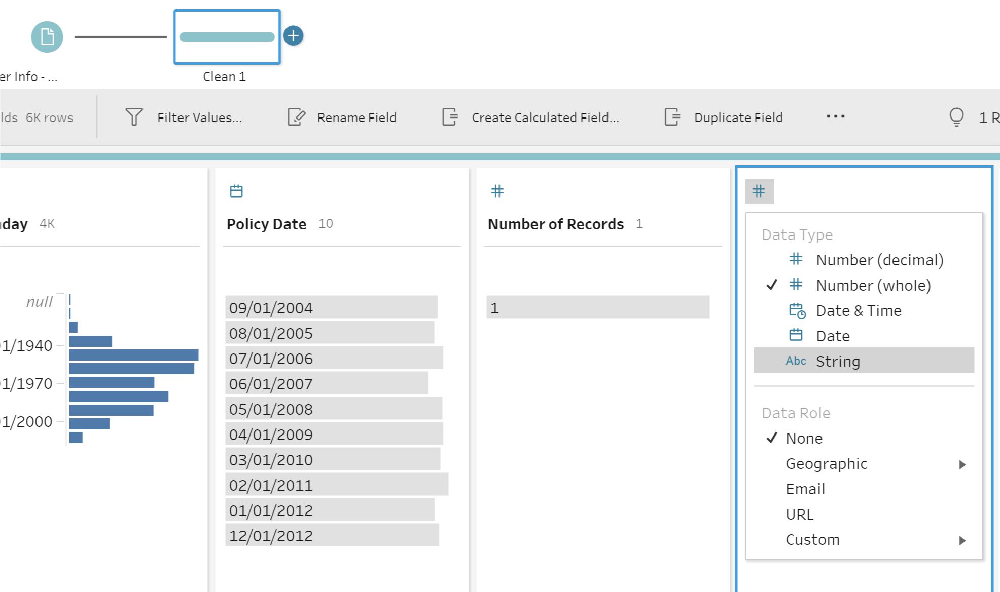 er Info - ...
Clean 1
lds 6K rows
Filter Values...
Rename Field
Create Calculated Field...
Duplicate Field
...
1 R
day 4K
Policy Date 10
Number of Records 1
null
01/1940
01/1970
01/2000
09/01/2004
08/01/2005
07/01/2006
06/01/2007
05/01/2008
04/01/2009
03/01/2010
02/01/2011
01/01/2012
12/01/2012
1
Data Type
Number (decimal)
Number (whole)
Date & Time
Date
Abc String
Data Role
None
Geographic
Email
URL
Custom